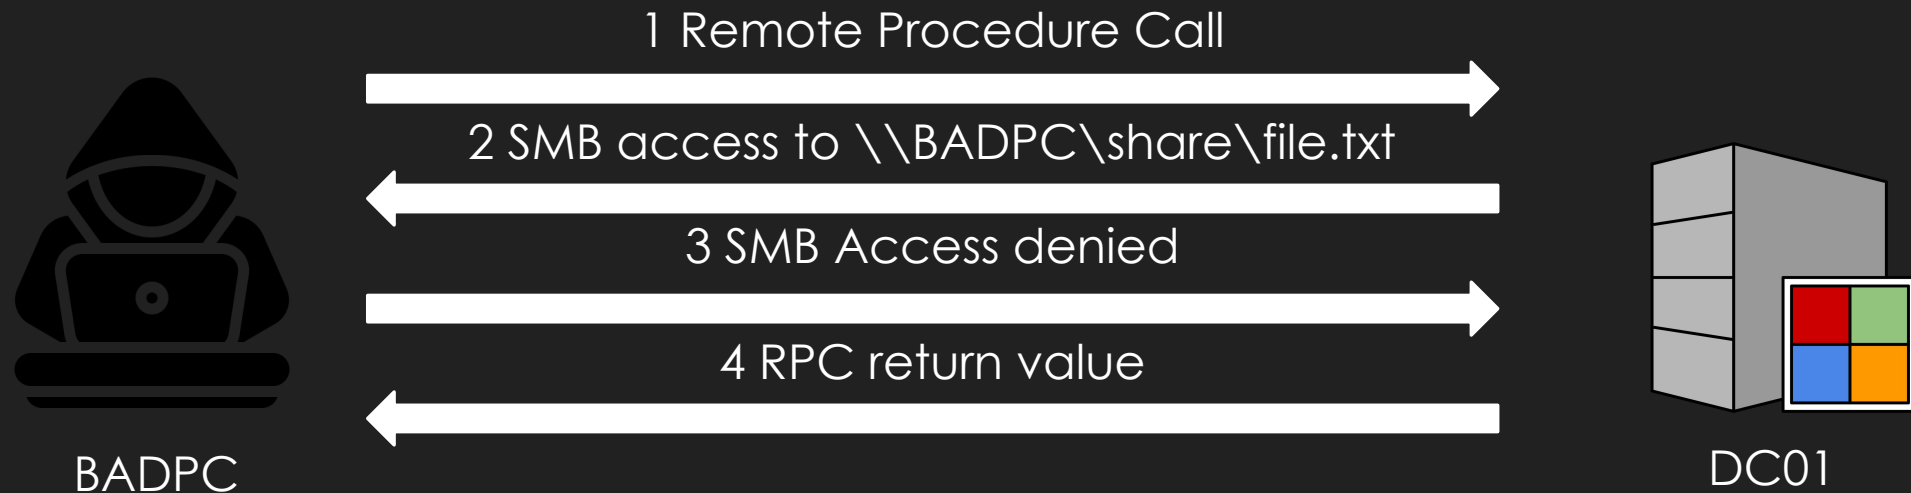 1 Remote Procedure Call
2 SMB access to \\BADPC\share\file.txt
3 SMB Access denied
4 RPC return value
BADPC
DC01